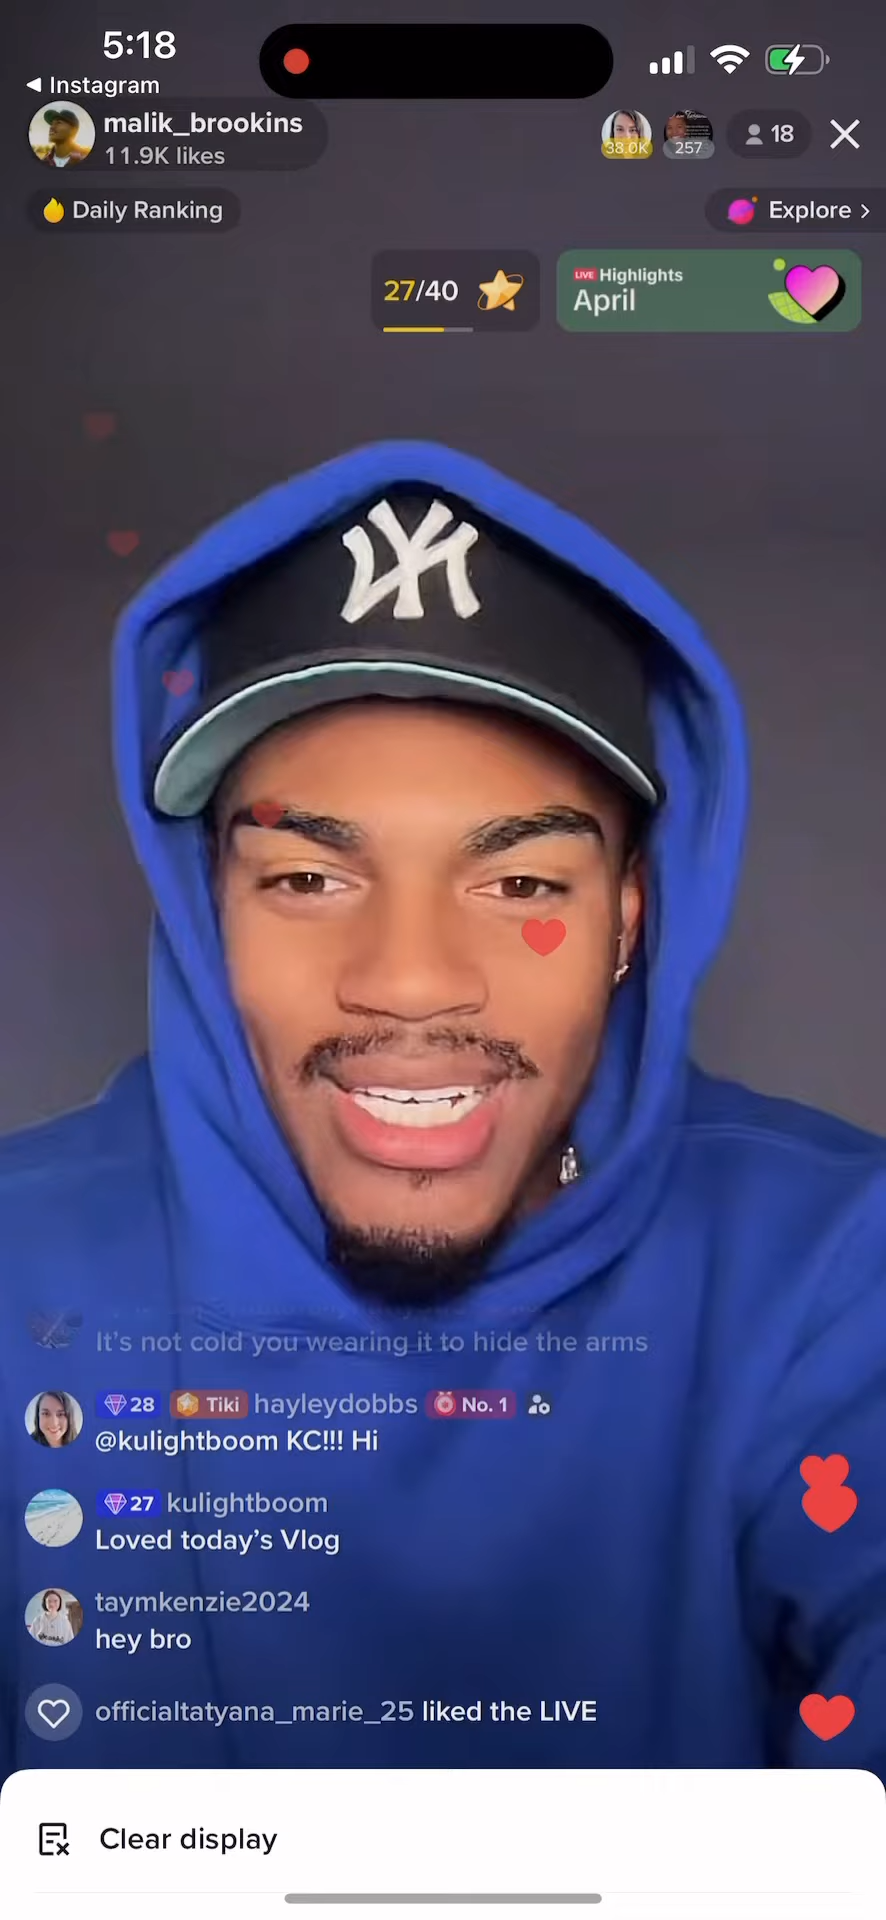 5:18
◀ Instagram
malik_brookins
11.9K likes
38.0K
257
18
Daily Ranking
Explore >
27/40
LIVE Highlights
April
NY
It's not cold you wearing it to hide the arms
28 Tiki hayleydobbs No. 1
@kulightboom KC!!! Hi
27 kulightboom
Loved today's Vlog
taymkenzie2024
hey bro
officialtatyana_marie_25 liked the LIVE
Clear display